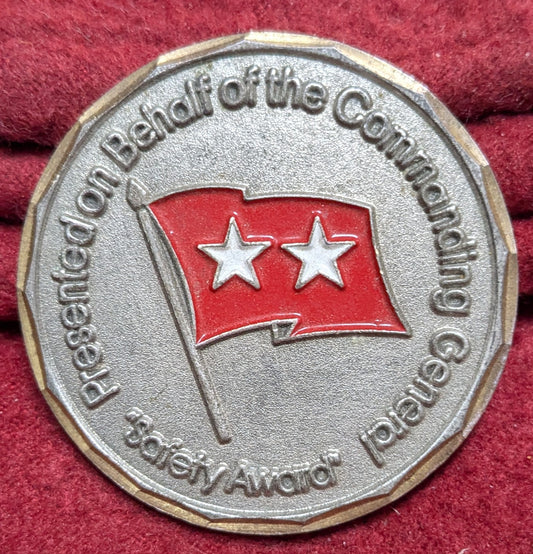 Presented on Behalf of the Commanding General
"Safety Award"